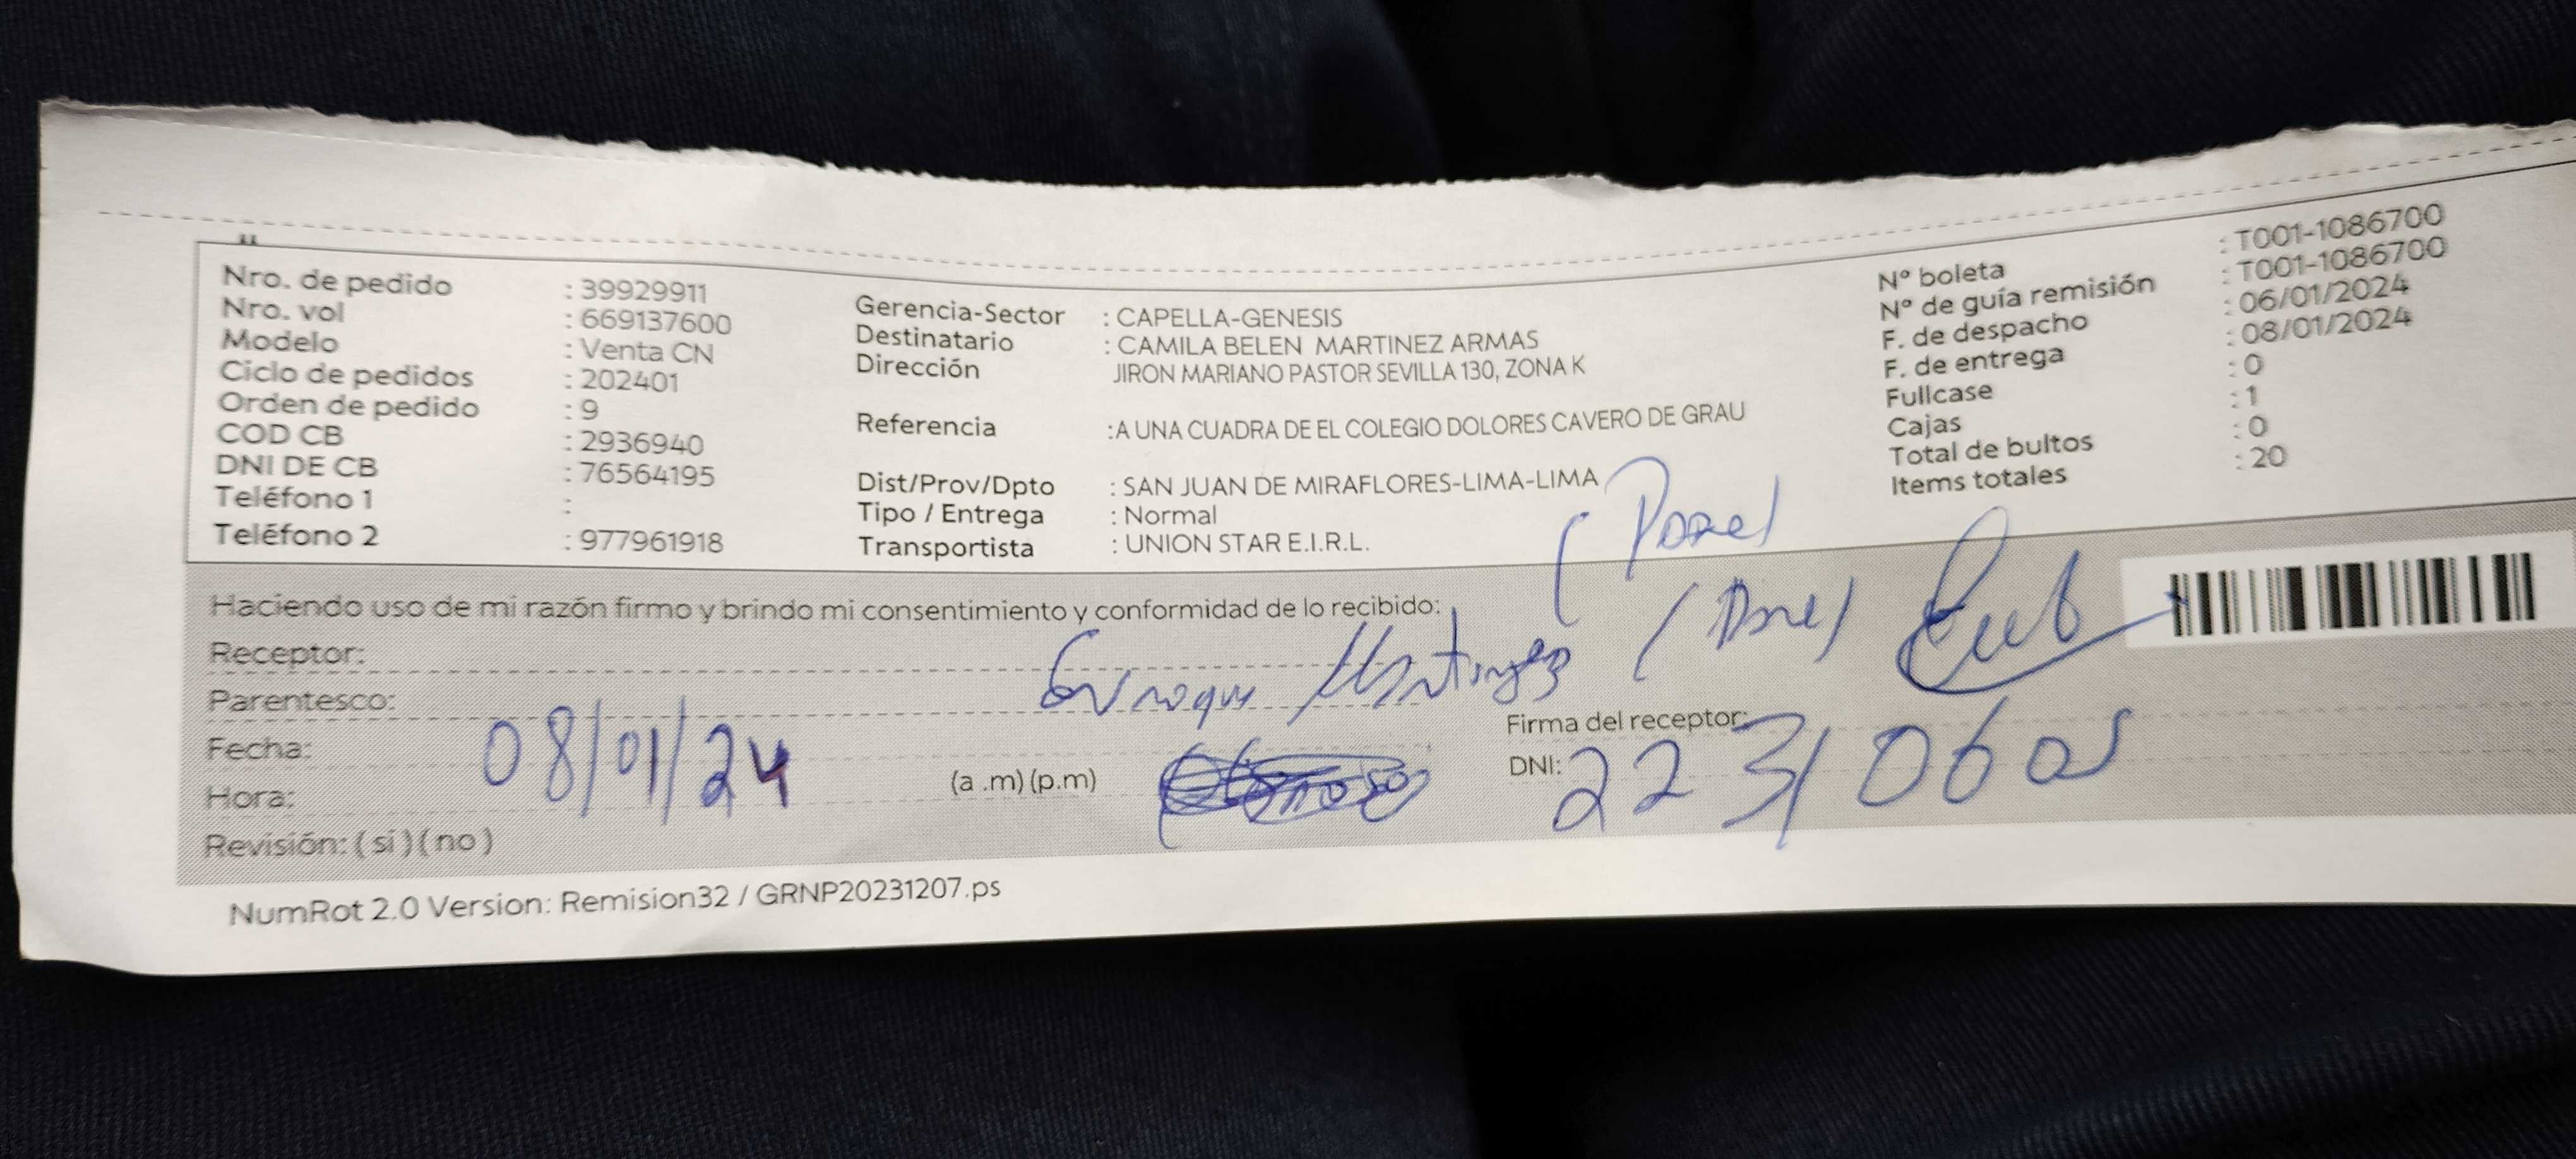 Nro. de pedido : 39929911
Nro. vol : 669137600
Modelo : Venta CN
Ciclo de pedidos : 202401
Orden de pedido : 9
COD CB : 2936940
DNI DE CB : 76564195
Teléfono 1 :
Teléfono 2 : 977961918
Gerencia-Sector : CAPELLA-GENESIS
Destinatario : CAMILA BELEN MARTINEZ ARMAS
Dirección JIRON MARIANO PASTOR SEVILLA 130, ZONA K
Referencia :A UNA CUADRA DE EL COLEGIO DOLORES CAVERO DE GRAU
Dist/Prov/Dpto : SAN JUAN DE MIRAFLORES-LIMA-LIMA
Tipo / Entrega : Normal
Transportista : UNION STAR E.I.R.L.
N° boleta : T001-1086700
N° de guía remisión : T001-1086700
F. de despacho : 06/01/2024
F. de entrega : 08/01/2024
Fullcase : 0
Cajas : 1
Total de bultos : 0
Items totales : 20
Haciendo uso de mi razón firmo y brindo mi consentimiento y conformidad de lo recibido:
Receptor:
Parentesco:
Fecha: 08/01/24
Hora: (a .m) (p.m)
Revisión: ( si ) ( no )
Firma del receptor:
DNI: 22310605
NumRot 2.0 Version: Remision32 / GRNP20231207.ps